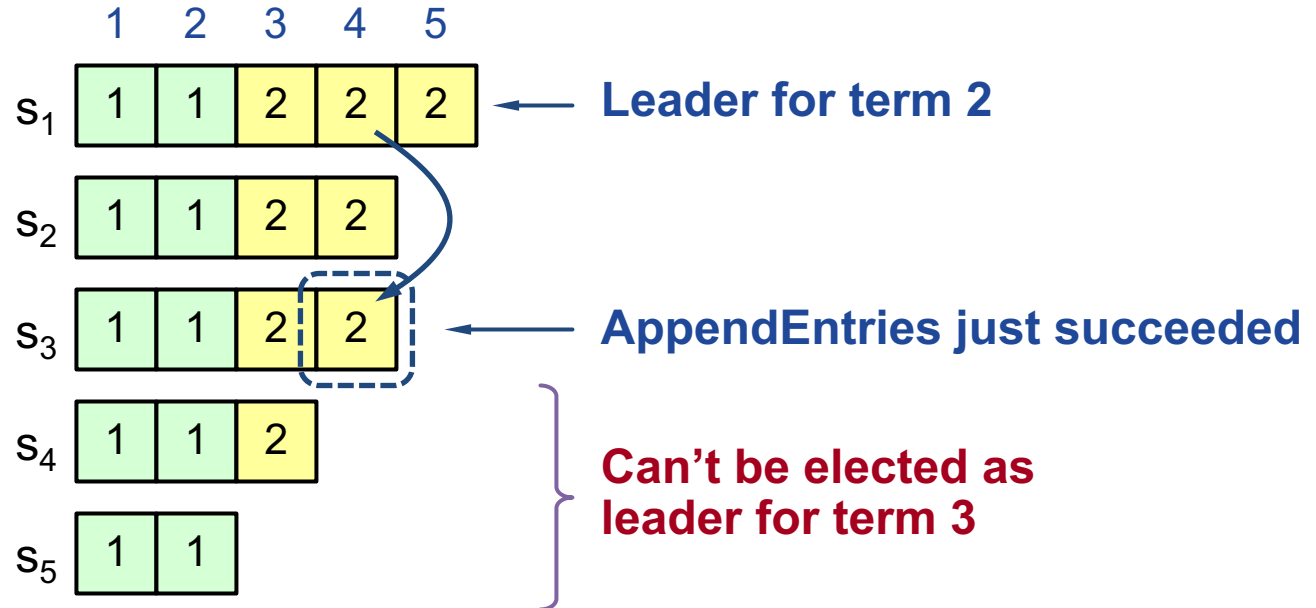 1 2 3 4 5
s1 1 1 2 2 2 Leader for term 2
s2 1 1 2 2
s3 1 1 2 2 AppendEntries just succeeded
s4 1 1 2
Can’t be elected as
leader for term 3
s5 1 1